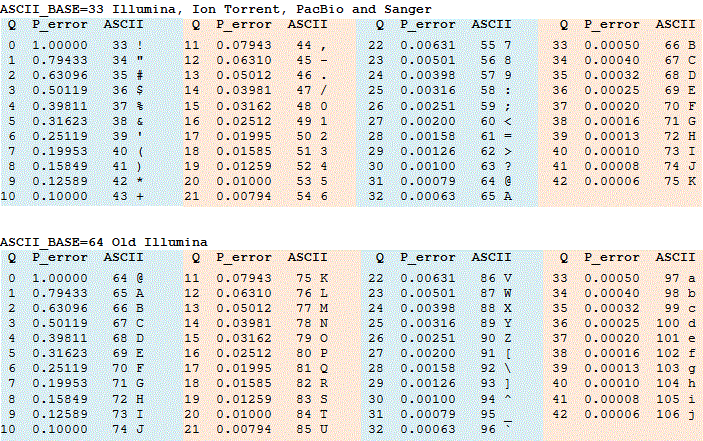 ASCII_BASE=33 Illumina, Ion Torrent, PacBio and Sanger
Q P_error ASCII Q P_error ASCII Q P_error ASCII Q P_error ASCII
0 1.00000 33 ! 11 0.07943 44 , 22 0.00631 55 7 33 0.00050 66 B
1 0.79433 34 " 12 0.06310 45 - 23 0.00501 56 8 34 0.00040 67 C
2 0.63096 35 # 13 0.05012 46 . 24 0.00398 57 9 35 0.00032 68 D
3 0.50119 36 $ 14 0.03981 47 / 25 0.00316 58 : 36 0.00025 69 E
4 0.39811 37 % 15 0.03162 48 0 26 0.00251 59 ; 37 0.00020 70 F
5 0.31623 38 & 16 0.02512 49 1 27 0.00200 60 < 38 0.00016 71 G
6 0.25119 39 ' 17 0.01995 50 2 28 0.00158 61 = 39 0.00013 72 H
7 0.19953 40 ( 18 0.01585 51 3 29 0.00126 62 > 40 0.00010 73 I
8 0.15849 41 ) 19 0.01259 52 4 30 0.00100 63 ? 41 0.00008 74 J
9 0.12589 42 * 20 0.01000 53 5 31 0.00079 64 @ 42 0.00006 75 K
10 0.10000 43 + 21 0.00794 54 6 32 0.00063 65 A
ASCII_BASE=64 Old Illumina
Q P_error ASCII Q P_error ASCII Q P_error ASCII Q P_error ASCII
0 1.00000 64 @ 11 0.07943 75 K 22 0.00631 86 V 33 0.00050 97 a
1 0.79433 65 A 12 0.06310 76 L 23 0.00501 87 W 34 0.00040 98 b
2 0.63096 66 B 13 0.05012 77 M 24 0.00398 88 X 35 0.00032 99 c
3 0.50119 67 C 14 0.03981 78 N 25 0.00316 89 Y 36 0.00025 100 d
4 0.39811 68 D 15 0.03162 79 O 26 0.00251 90 Z 37 0.00020 101 e
5 0.31623 69 E 16 0.02512 80 P 27 0.00200 91 [ 38 0.00016 102 f
6 0.25119 70 F 17 0.01995 81 Q 28 0.00158 92 \ 39 0.00013 103 g
7 0.19953 71 G 18 0.01585 82 R 29 0.00126 93 ] 40 0.00010 104 h
8 0.15849 72 H 19 0.01259 83 S 30 0.00100 94 ^ 41 0.00008 105 i
9 0.12589 73 I 20 0.01000 84 T 31 0.00079 95 _ 42 0.00006 106 j
10 0.10000 74 J 21 0.00794 85 U 32 0.00063 96 `